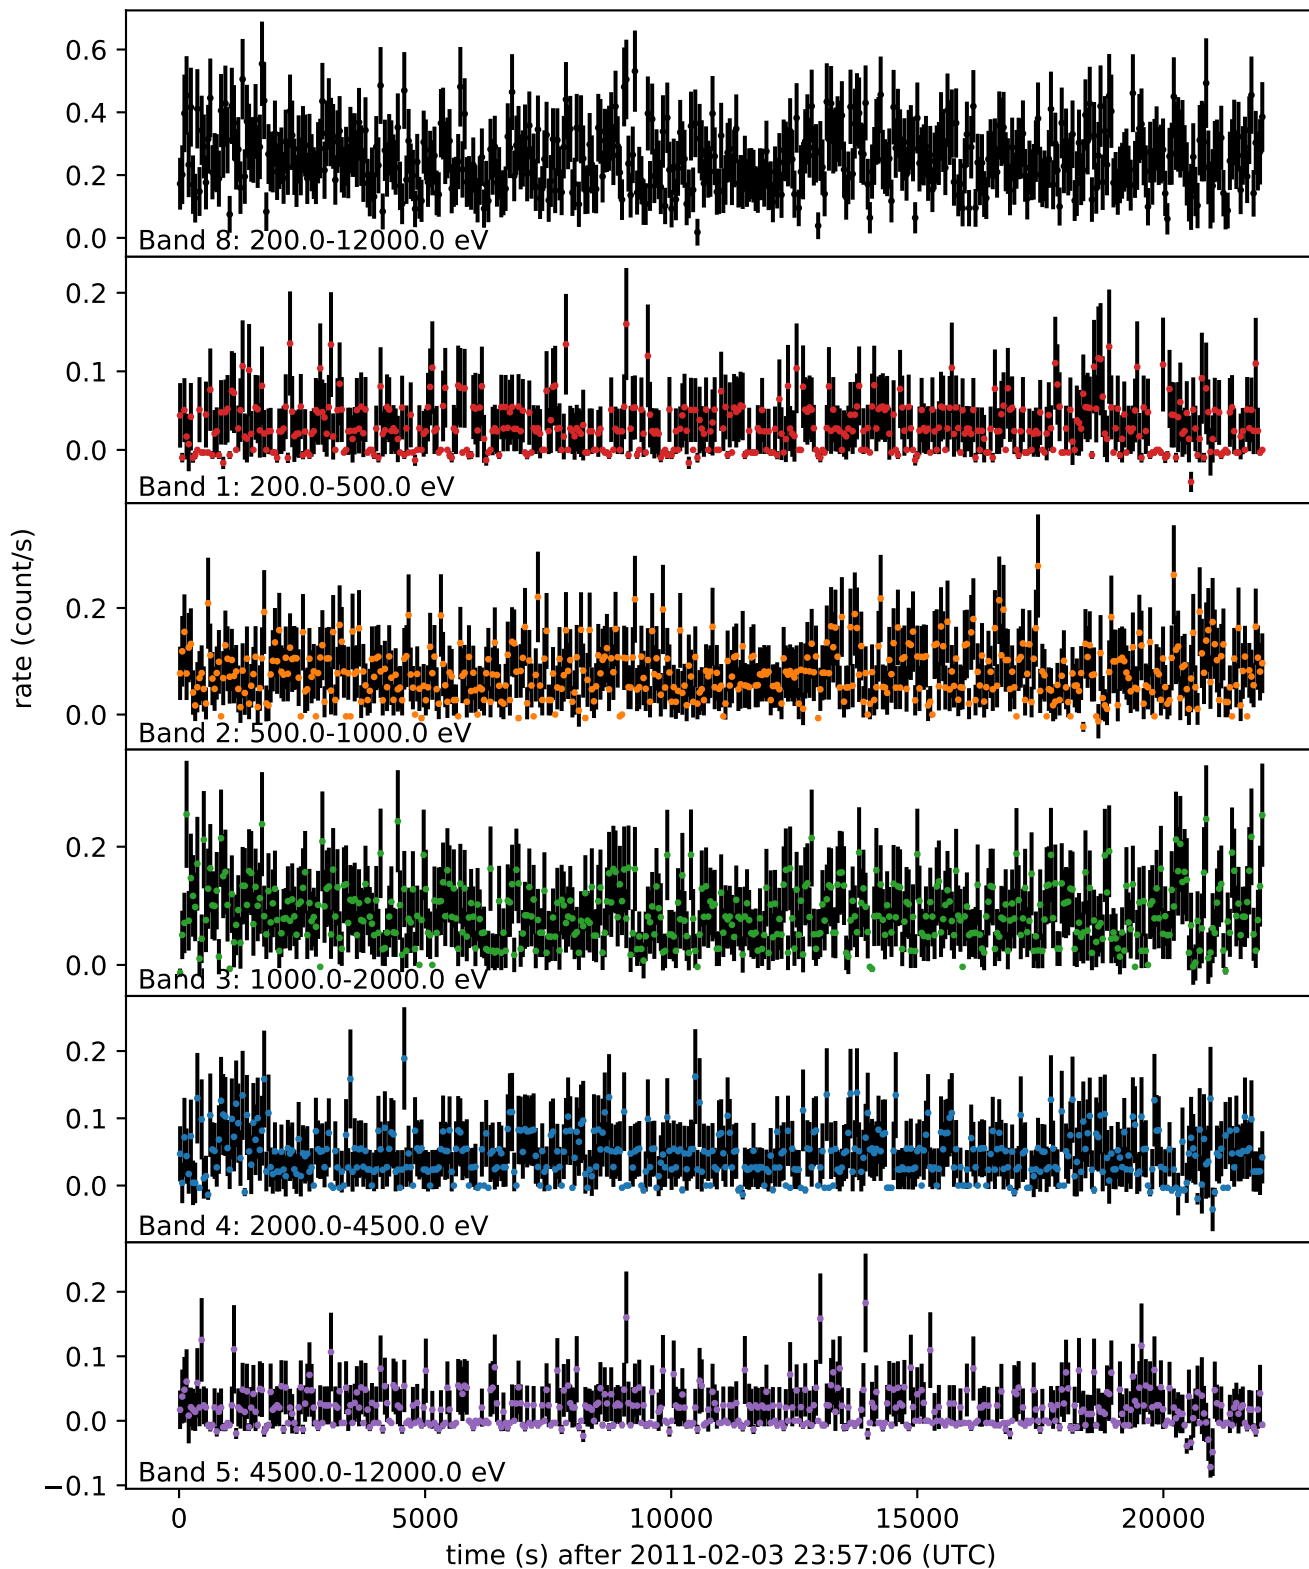 0.6
0.4
0.2
0.0
Band 8: 200.0-12000.0 eV
0.2
0.1
0.0
Band 1: 200.0-500.0 eV
rate (count/s)
0.2
0.0
Band 2: 500.0-1000.0 eV
0.2
0.0
Band 3: 1000.0-2000.0 eV
0.2
0.1
0.0
Band 4: 2000.0-4500.0 eV
0.2
0.1
0.0
−0.1
Band 5: 4500.0-12000.0 eV
0 5000 10000 15000 20000
time (s) after 2011-02-03 23:57:06 (UTC)